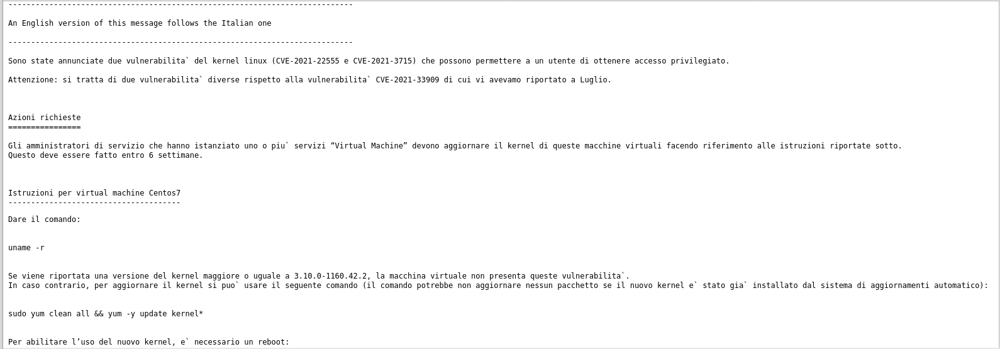 ----------------------------------------------------------------------------
An English version of this message follows the Italian one
----------------------------------------------------------------------------
Sono state annunciate due vulnerabilita` del kernel linux (CVE-2021-22555 e CVE-2021-3715) che possono permettere a un utente di ottenere accesso privilegiato.
Attenzione: si tratta di due vulnerabilita` diverse rispetto alla vulnerabilita` CVE-2021-33909 di cui vi avevamo riportato a Luglio.
Azioni richieste
================
Gli amministratori di servizio che hanno istanziato uno o piu` servizi “Virtual Machine” devono aggiornare il kernel di queste macchine virtuali facendo riferimento alle istruzioni riportate sotto.
Questo deve essere fatto entro 6 settimane.
Istruzioni per virtual machine Centos7
--------------------------------------
Dare il comando:
uname -r
Se viene riportata una versione del kernel maggiore o uguale a 3.10.0-1160.42.2, la macchina virtuale non presenta queste vulnerabilita`.
In caso contrario, per aggiornare il kernel si puo` usare il seguente comando (il comando potrebbe non aggiornare nessun pacchetto se il nuovo kernel e` stato gia` installato dal sistema di aggiornamenti automatico):
sudo yum clean all && yum -y update kernel*
Per abilitare l’uso del nuovo kernel, e` necessario un reboot: